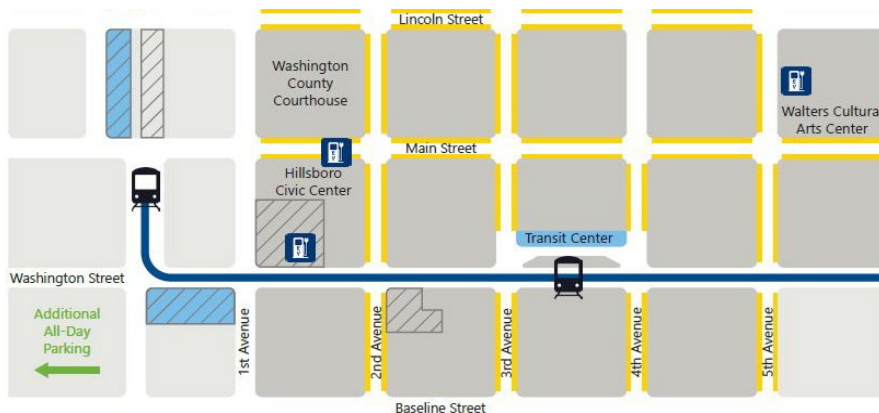 Lincoln Street
Washington
County
Courthouse
Walters Cultura
Arts Center
Main Street
Hillsboro
Civic Center
Transit Center
Washington Street
Additional
All-Day
Parking
1st Avenue
2nd Avenue
3rd Avenue
4th Avenue
5th Avenue
Baseline Street